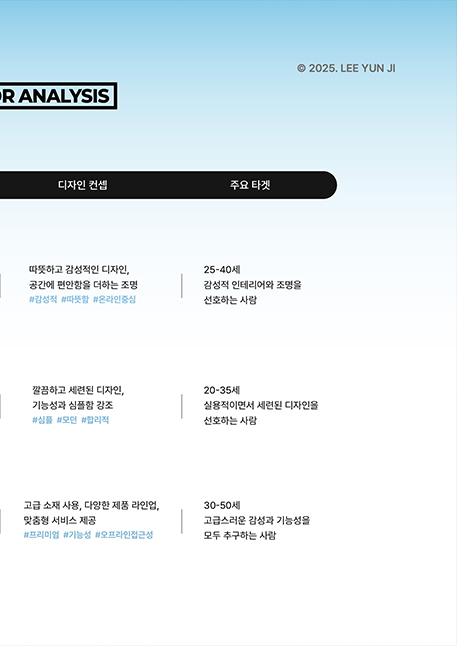 © 2025. LEE YUN JI
OR ANALYSIS
디자인 컨셉
주요 타겟
따뜻하고 감성적인 디자인,
공간에 편안함을 더하는 조명
#감성적 #따뜻함 #온라인중심
25-40세
감성적 인테리어와 조명을
선호하는 사람
깔끔하고 세련된 디자인,
기능성과 심플함 강조
#심플 #모던 #합리적
20-35세
실용적이면서 세련된 디자인을
선호하는 사람
고급 소재 사용, 다양한 제품 라인업,
맞춤형 서비스 제공
#프리미엄 #기능성 #오프라인접근성
30-50세
고급스러운 감성과 기능성을
모두 추구하는 사람